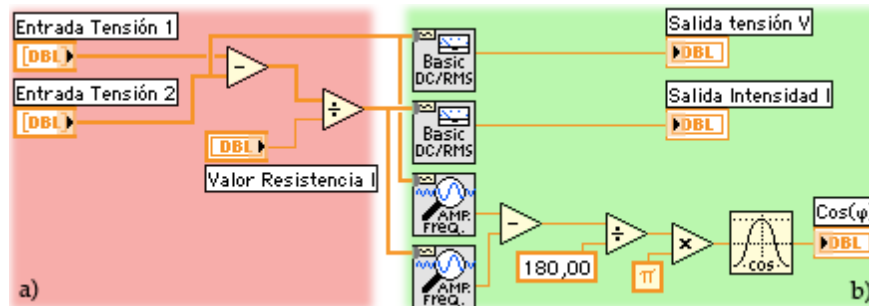 Entrada Tensión 1
[DBL]
Entrada Tensión 2
[DBL]
DBL
Valor Resistencia I
Basic
DC/RMS
Basic
DC/RMS
AMP.
FREQ.
AMP.
FREQ.
Salida tensión V
DBL
Salida Intensidad I
DBL
180,00
π
COS
Cos(φ
DBL
a)
b)